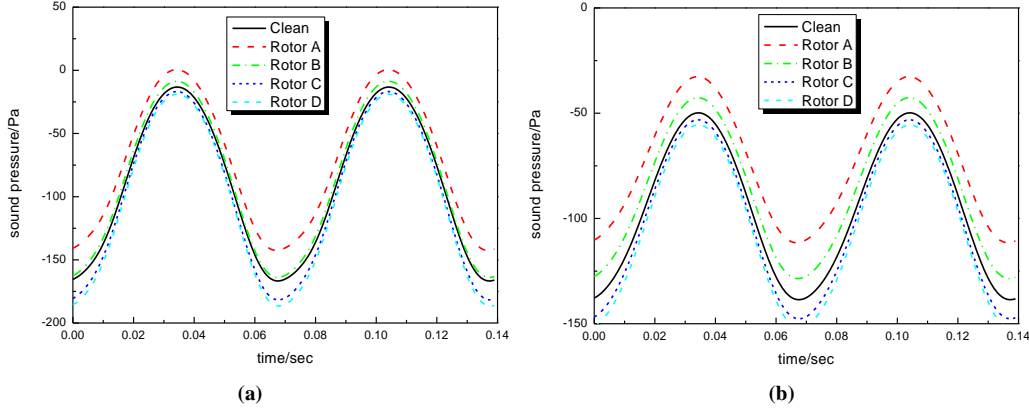 50
0
-50
-100
-150
-200
0.00
0.02
0.04
0.06
0.08
0.10
0.12
0.14
sound pressure/Pa
time/sec
Clean
Rotor A
Rotor B
Rotor C
Rotor D
(a)
0
-50
-100
-150
0.00
0.02
0.04
0.06
0.08
0.10
0.12
0.14
sound pressure/Pa
time/sec
Clean
Rotor A
Rotor B
Rotor C
Rotor D
(b)